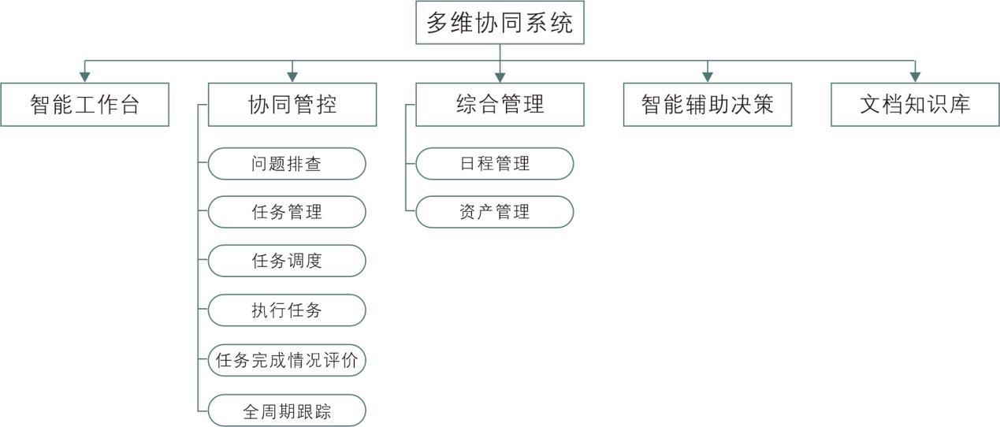 多维协同系统
智能工作台
协同管控
综合管理
智能辅助决策
文档知识库
问题排查
任务管理
任务调度
执行任务
任务完成情况评价
全周期跟踪
日程管理
资产管理